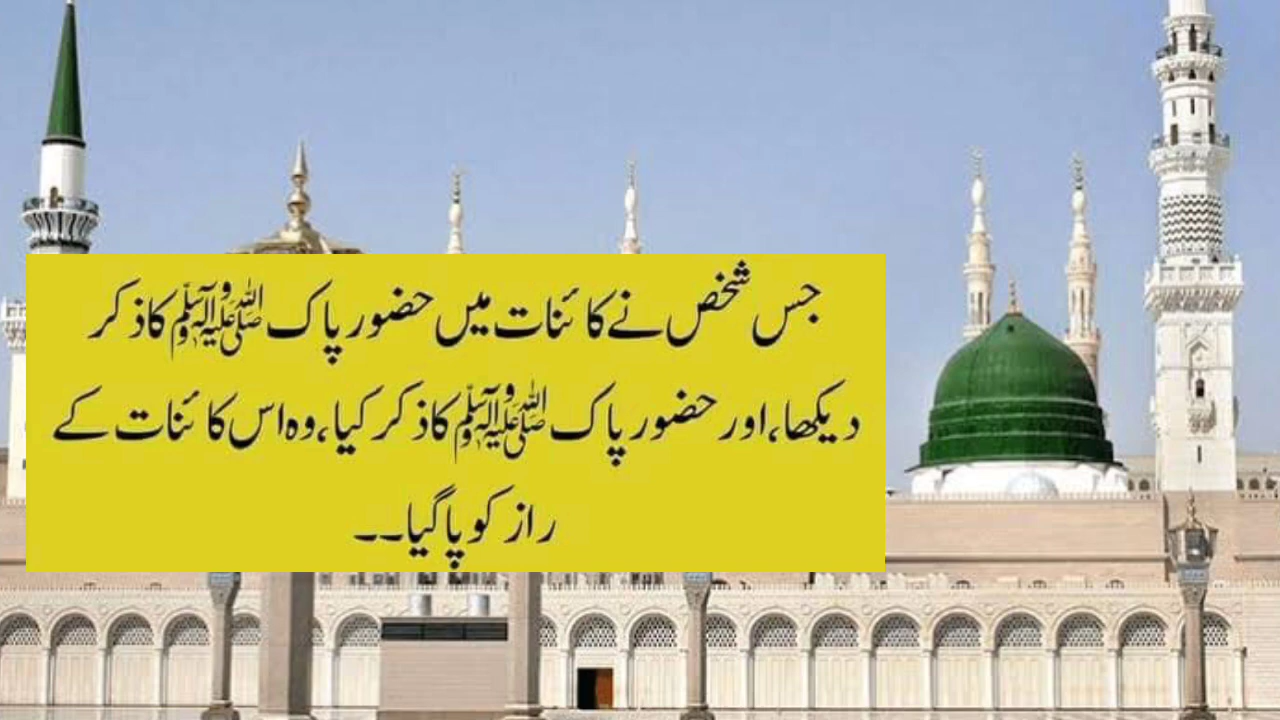 جس شخص نے کائنات میں حضور پاک ﷺ کا ذکر
دیکھا، اور حضور پاک ﷺ کا ذکر کیا، وہ اس کائنات کے
راز کو پا گیا۔۔